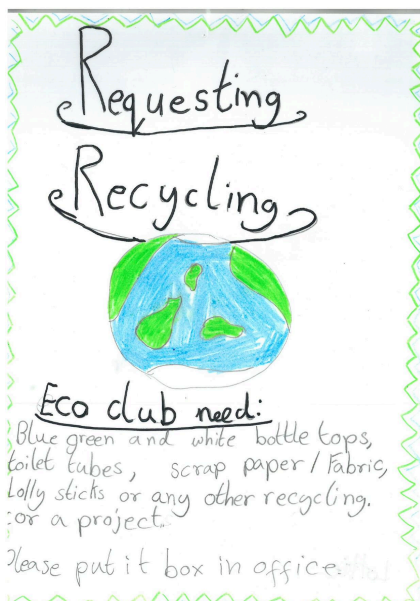 Requesting
Recycling
Eco club need:
Blue green and white bottle tops,
toilet tubes, scrap paper / Fabric,
Lolly sticks or any other recycling.
for a project.
Please put it box in office.